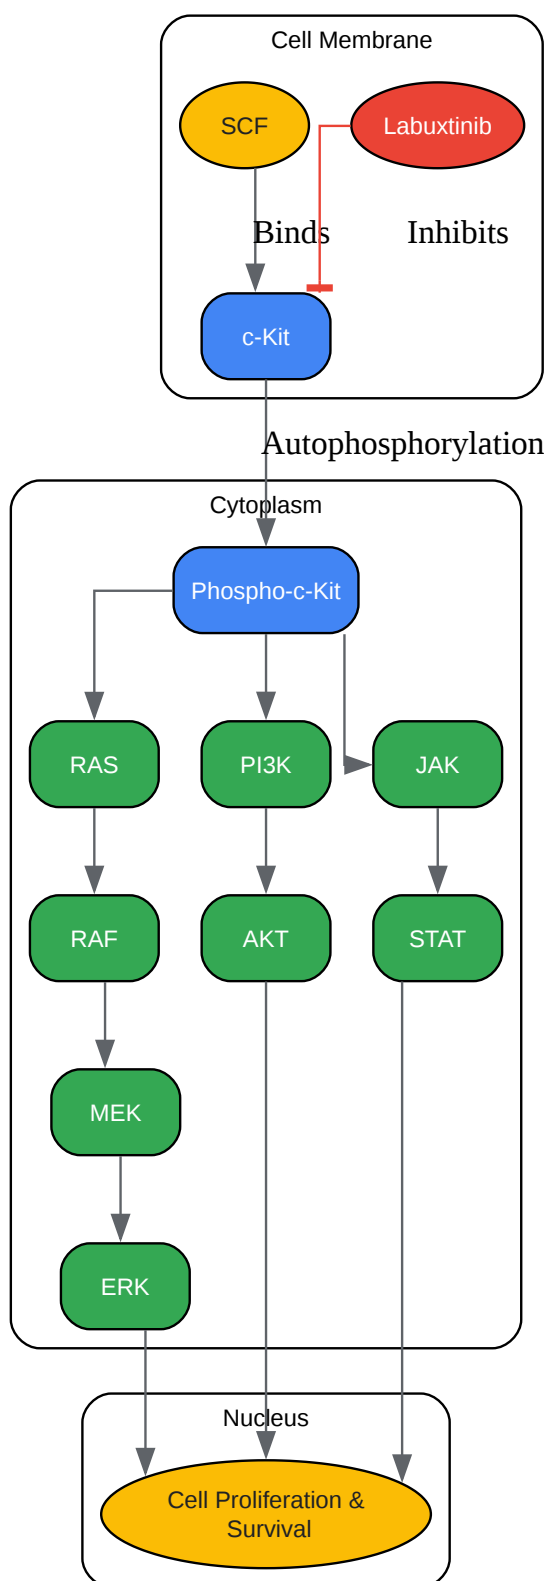 Cell Membrane
SCF
Labuxtinib
Binds
Inhibits
c-Kit
Autophosphorylation
Cytoplasm
Phospho-c-Kit
RAS
PI3K
JAK
RAF
AKT
STAT
MEK
ERK
Nucleus
Cell Proliferation &
Survival